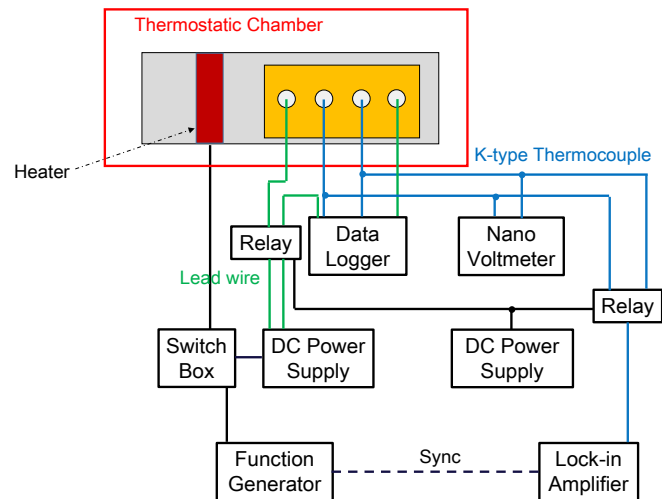 Thermostatic Chamber
Heater
K-type Thermocouple
Relay
Data
Logger
Nano
Voltmeter
Lead wire
Relay
Switch
Box
DC Power
Supply
DC Power
Supply
Function
Generator
Sync
Lock-in
Amplifier